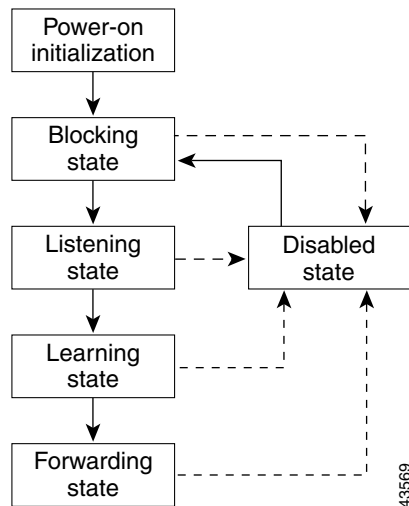 Power-on
initialization
Blocking
state
Listening
state
Disabled
state
Learning
state
Forwarding
state
43569